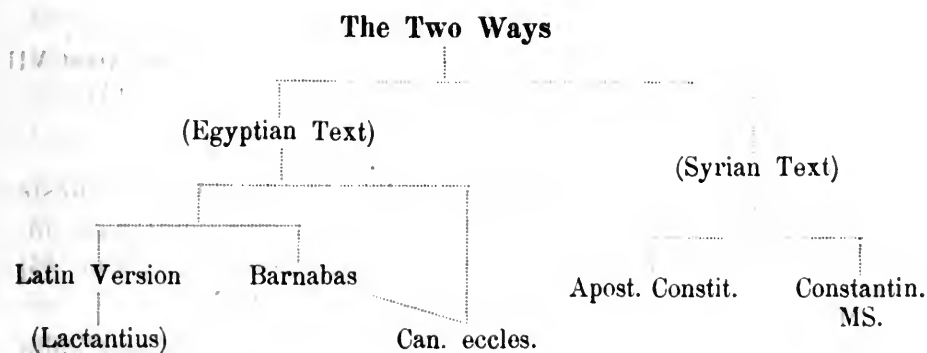 The Two Ways
(Egyptian Text)
(Syrian Text)
Latin Version Barnabas
Apost. Constit. Constantin.
MS.
(Lactantius) Can. eccles.